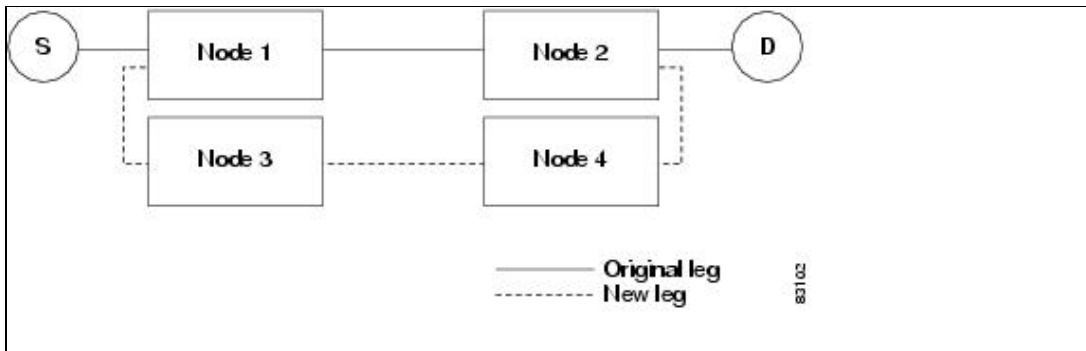 S
Node 1
Node 2
D
Node 3
Node 4
Original leg
New leg
83102